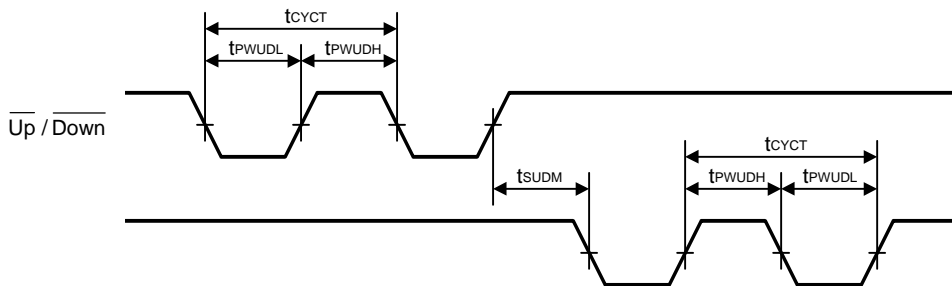 tCYCT
tPWUDL tPWUDH
Up / Down
tCYCT
tSUDM tPWUDH tPWUDL